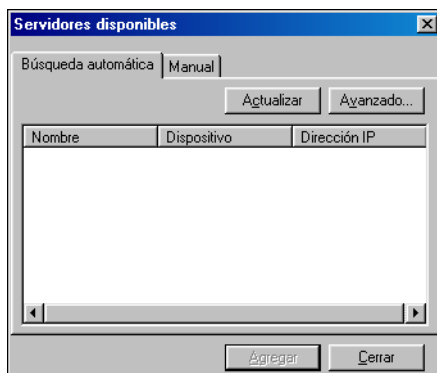 Servidores disponibles
Búsqueda automática Manual
Actualizar Avanzado...
Nombre Dispositivo Dirección IP
Agregar Cerrar